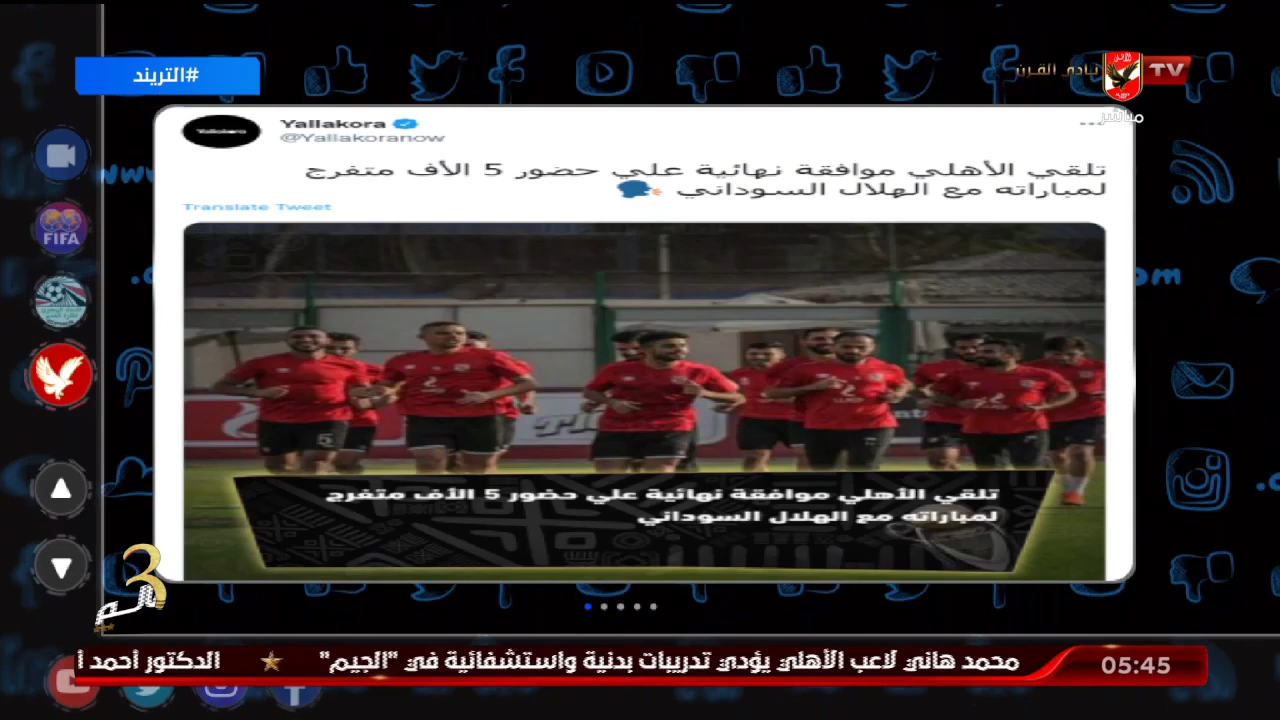 #التريند
نادي القرن
TV
مباشر
Yallakora
@Yallakoranow
تلقي الأهلي موافقة نهائية علي حضور 5 الأف متفرج
لمباراته مع الهلال السوداني
Translate Tweet
FIFA
5
تلقي الأهلي موافقة نهائية علي حضور 5 الأف متفرج
لمباراته مع الهلال السوداني
05:45
محمد هاني لاعب الأهلي يؤدي تدريبات بدنية واستشفائية في "الجيم" الدكتور أحمد أ